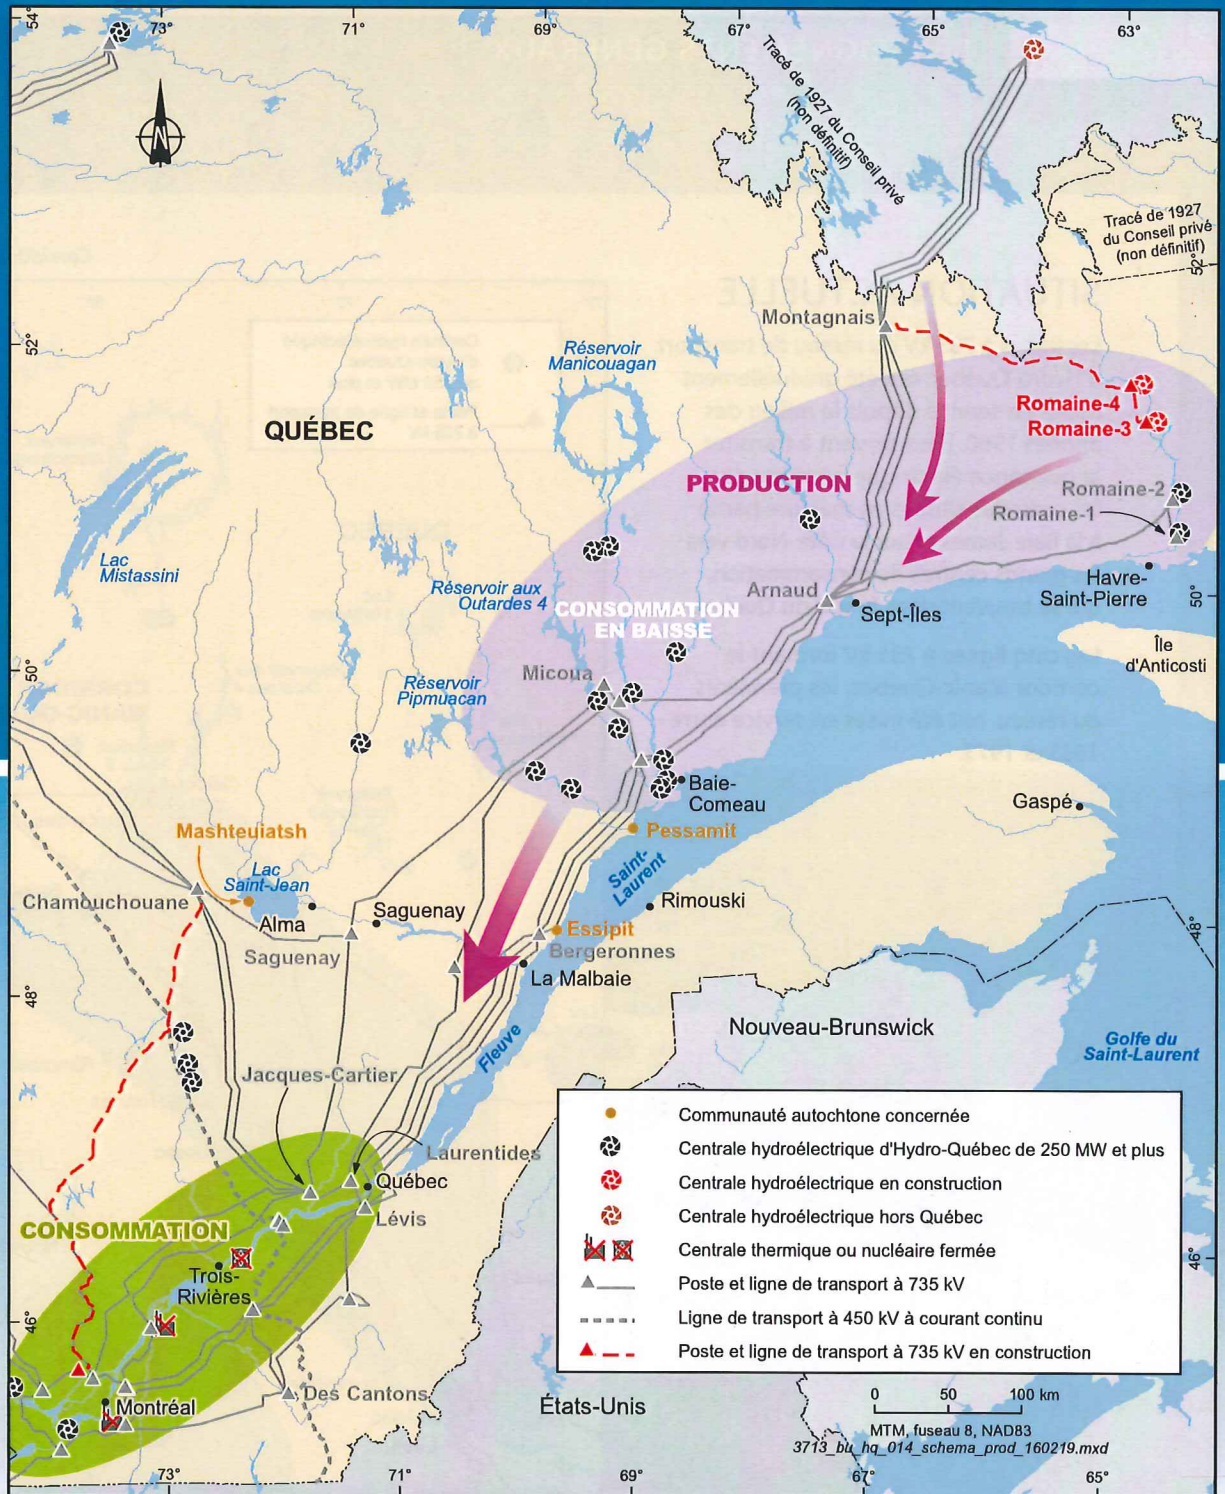 54°
73°
71°
69°
67°
65°
63°
Tracé de 1927 du Conseil privé
(non définitif)
Tracé de 1927
du Conseil privé
(non définitif)
52°
N
52°
Montagnais
Réservoir
Manicouagan
QUÉBEC
Romaine-4
Romaine-3
PRODUCTION
Romaine-2
Romaine-1
Lac
Mistassini
Réservoir aux
Outardes 4
CONSOMMATION
EN BAISSE
Arnaud
Sept-Îles
Havre-
Saint-Pierre
50°
Île
d'Anticosti
50°
Micoua
Réservoir
Pipmuacan
Baie-
Comeau
Gaspé
Mashteuiatsh
Pessamit
Lac
Saint-Jean
Saint-
Laurent
Chamouchouane
Alma
Saguenay
Rimouski
Saguenay
Essipit
Bergeronnes
La Malbaie
48°
48°
Fleuve
Nouveau-Brunswick
Golfe du
Saint-Laurent
Jacques-Cartier
Laurentides
Québec
Lévis
CONSOMMATION
Trois-
Rivières
46°
46°
Montréal
Des Cantons
États-Unis
Communauté autochtone concernée
Centrale hydroélectrique d'Hydro-Québec de 250 MW et plus
Centrale hydroélectrique en construction
Centrale hydroélectrique hors Québec
Centrale thermique ou nucléaire fermée
Poste et ligne de transport à 735 kV
Ligne de transport à 450 kV à courant continu
Poste et ligne de transport à 735 kV en construction
0 50 100 km
MTM, fuseau 8, NAD83
3713_bu_hq_014_schema_prod_160219.mxd
73°
71°
69°
67°
65°